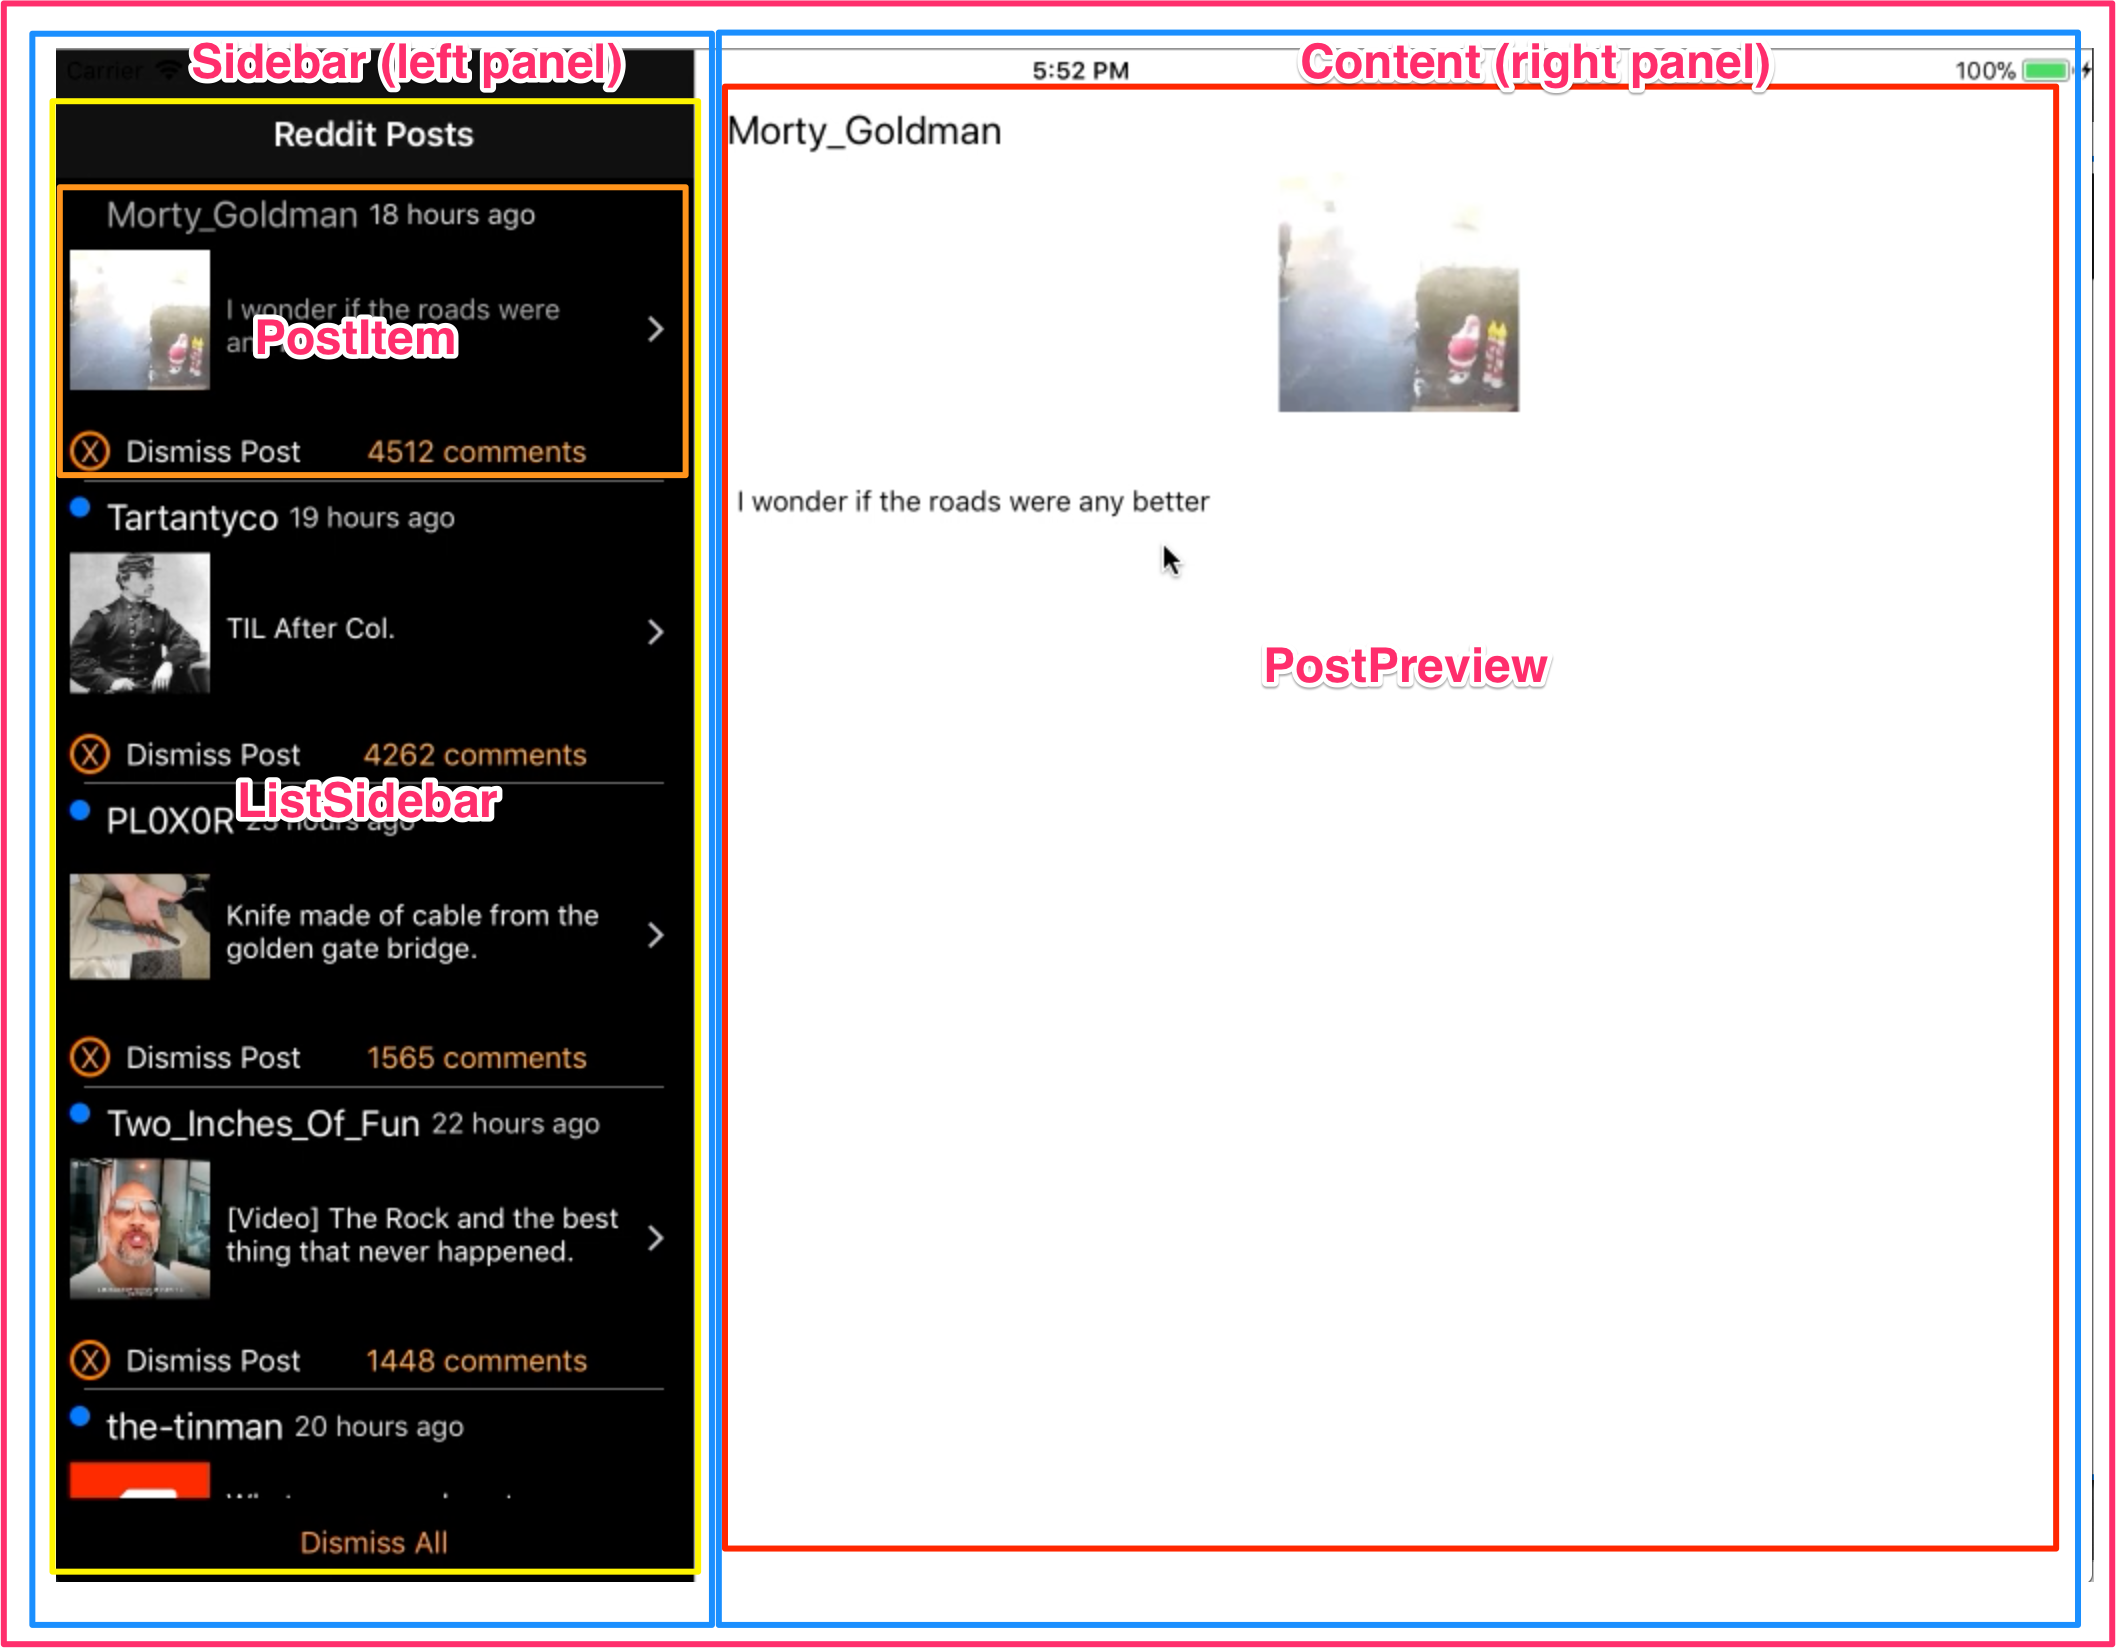 Carrier
Sidebar (left panel)
5:52 PM
Content (right panel)
100%
Reddit Posts
Morty_Goldman 18 hours ago
I wonder if the roads were
PostItem
X Dismiss Post 4512 comments
Tartantyco 19 hours ago
TIL After Col.
X Dismiss Post 4262 comments
ListSidebar
PL0X0R hours ago
Knife made of cable from the
golden gate bridge.
X Dismiss Post 1565 comments
Two_Inches_Of_Fun 22 hours ago
[Video] The Rock and the best
thing that never happened.
X Dismiss Post 1448 comments
the-tinman 20 hours ago
Dismiss All
Morty_Goldman
I wonder if the roads were any better
PostPreview